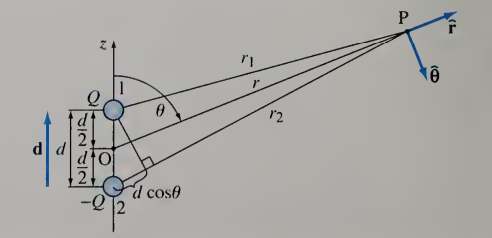 P
r̂
z
r₁
r
θ̂
r₂
Q
1
θ
d
d
d/2
O
d/2
d cosθ
−Q
2